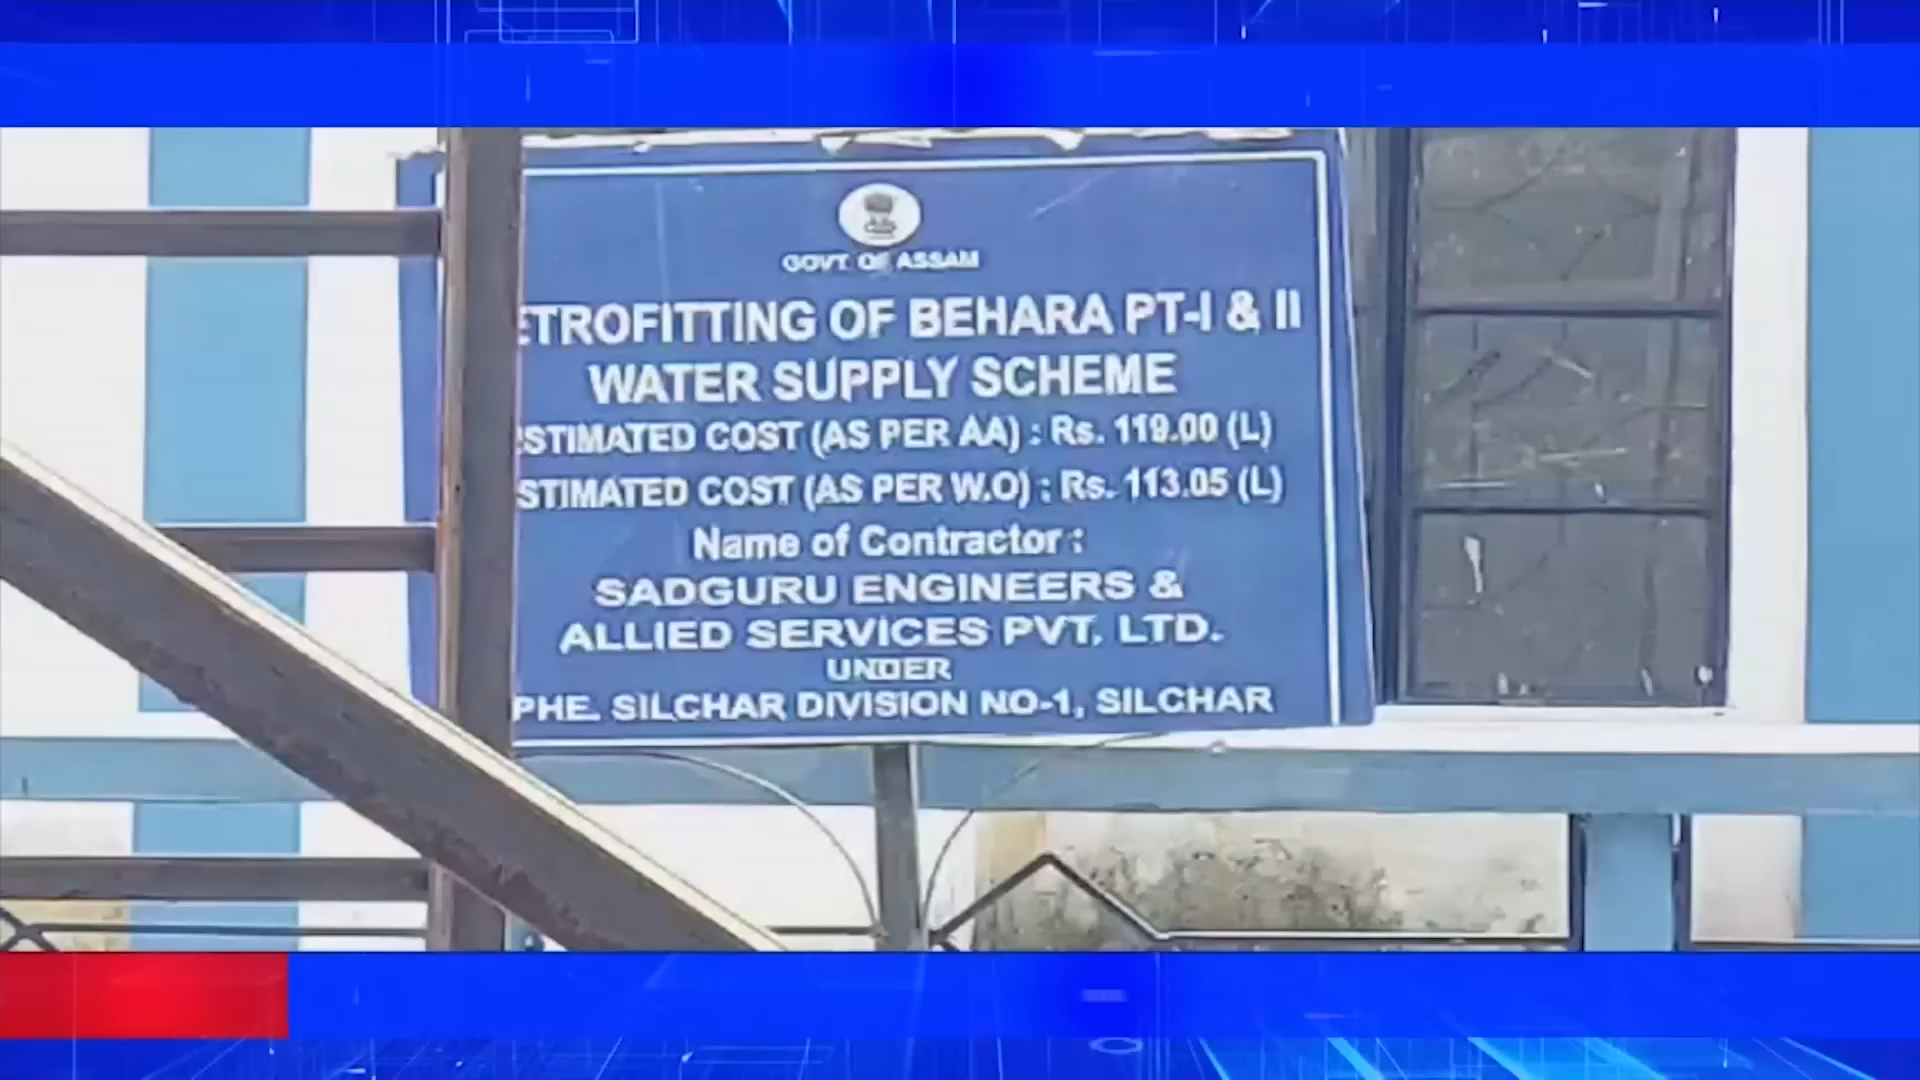 GOVT. OF ASSAM
ETROFITTING OF BEHARA PT-I & II
WATER SUPPLY SCHEME
ESTIMATED COST (AS PER AA) : Rs. 119.00 (L)
STIMATED COST (AS PER W.O) : Rs. 113.05 (L)
Name of Contractor :
SADGURU ENGINEERS &
ALLIED SERVICES PVT. LTD.
UNDER
PHE. SILCHAR DIVISION NO-1, SILCHAR